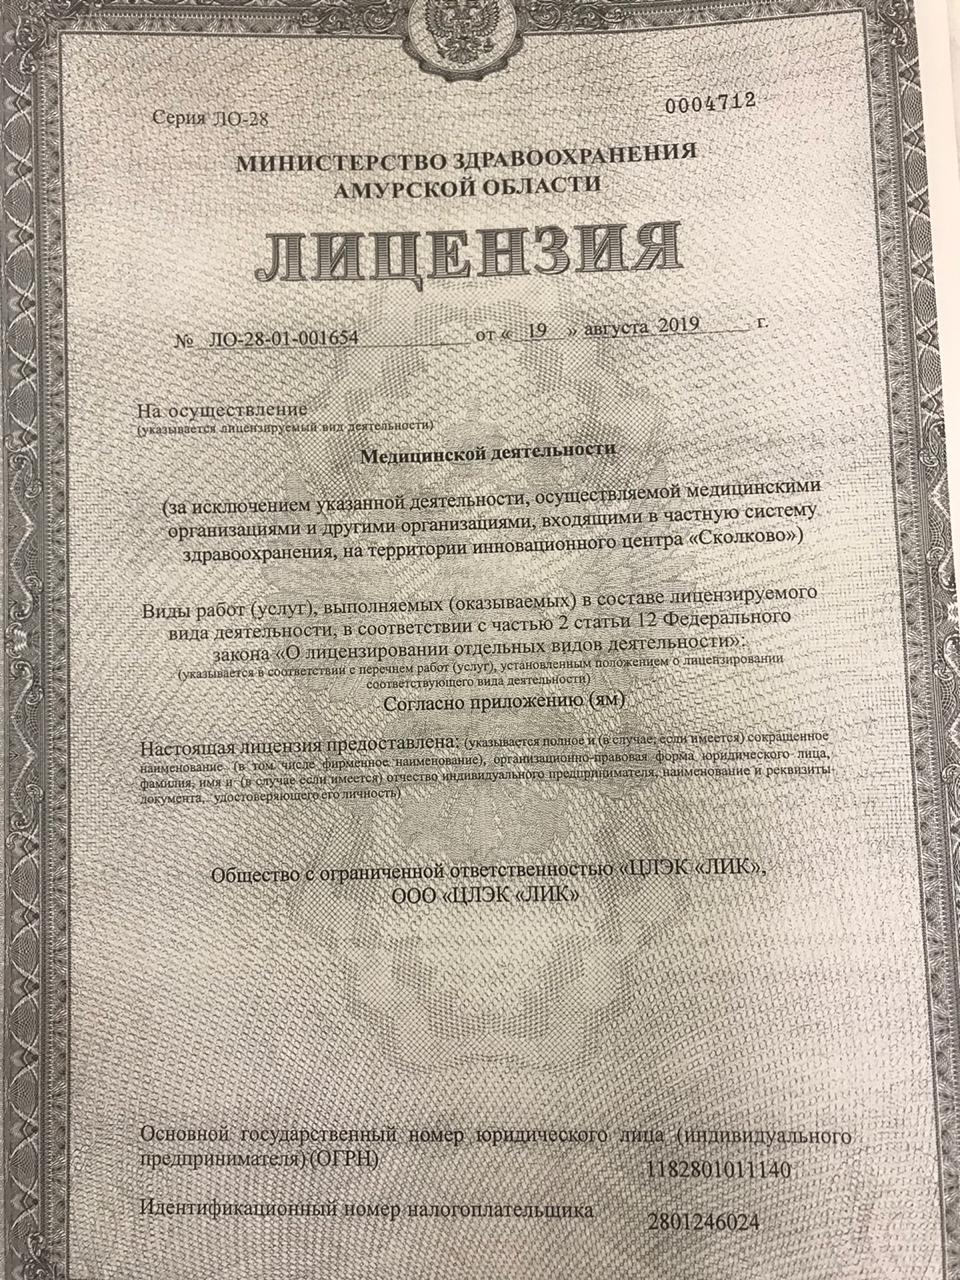 Серия ЛО-28
0004712
МИНИСТЕРСТВО ЗДРАВООХРАНЕНИЯ
АМУРСКОЙ ОБЛАСТИ
ЛИЦЕНЗИЯ
№ ЛО-28-01-001654 от « 19 » августа 2019 г.
На осуществление
(указывается лицензируемый вид деятельности)
Медицинской деятельности
(за исключением указанной деятельности, осуществляемой медицинскими
организациями и другими организациями, входящими в частную систему
здравоохранения, на территории инновационного центра «Сколково»)
Виды работ (услуг), выполняемых (оказываемых) в составе лицензируемого
вида деятельности, в соответствии с частью 2 статьи 12 Федерального
закона «О лицензировании отдельных видов деятельности»:
(указывается в соответствии с перечнем работ (услуг), установленным положением о лицензировании
соответствующего вида деятельности)
Согласно приложению (ям)
Настоящая лицензия предоставлена: (указывается полное и (в случае, если имеется) сокращенное
наименование (в том числе фирменное наименование), организационно-правовая форма юридического лица,
фамилия, имя и (в случае если имеется) отчество индивидуального предпринимателя, наименование и реквизиты
документа, удостоверяющего его личность)
Общество с ограниченной ответственностью «ЦЛЭК «ЛИК»,
ООО «ЦЛЭК «ЛИК»
Основной государственный номер юридического лица (индивидуального
предпринимателя) (ОГРН)
1182801011140
Идентификационный номер налогоплательщика
2801246024